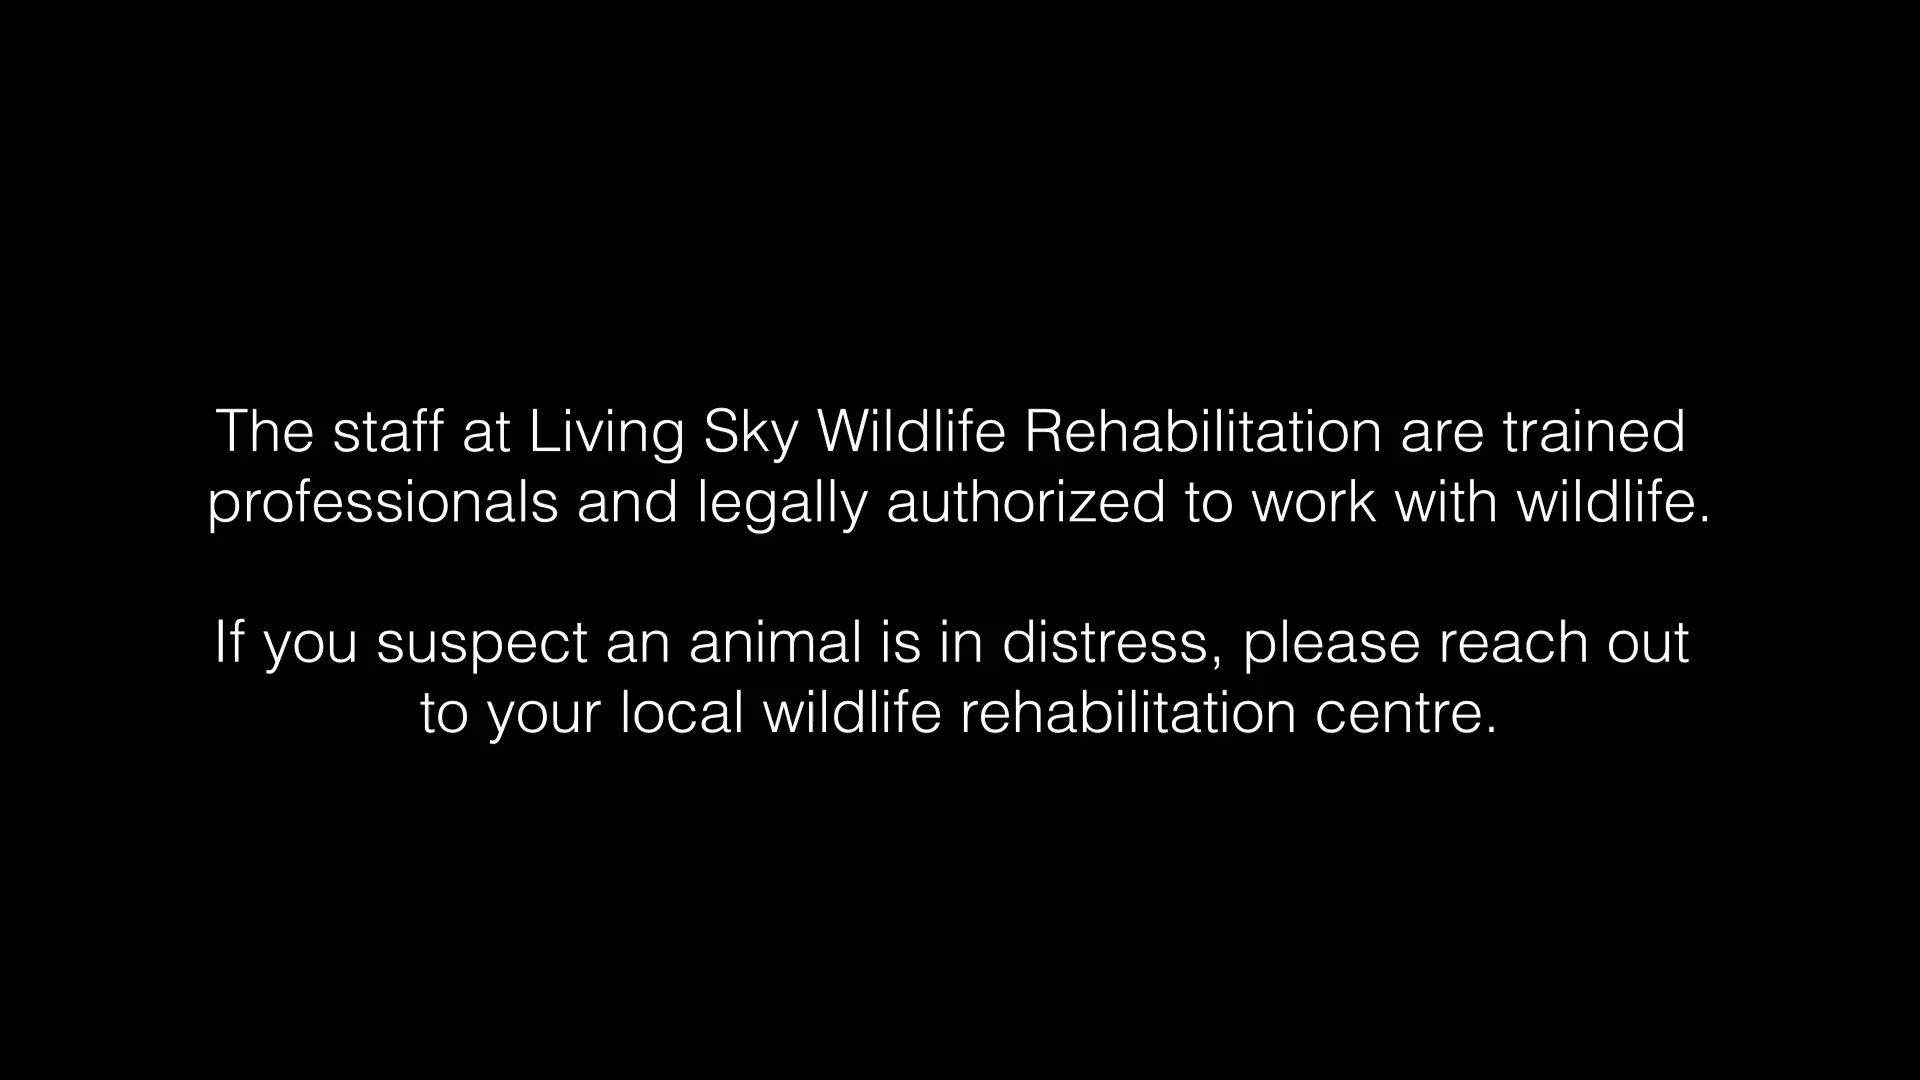 The staff at Living Sky Wildlife Rehabilitation are trained
professionals and legally authorized to work with wildlife.
If you suspect an animal is in distress, please reach out
to your local wildlife rehabilitation centre.